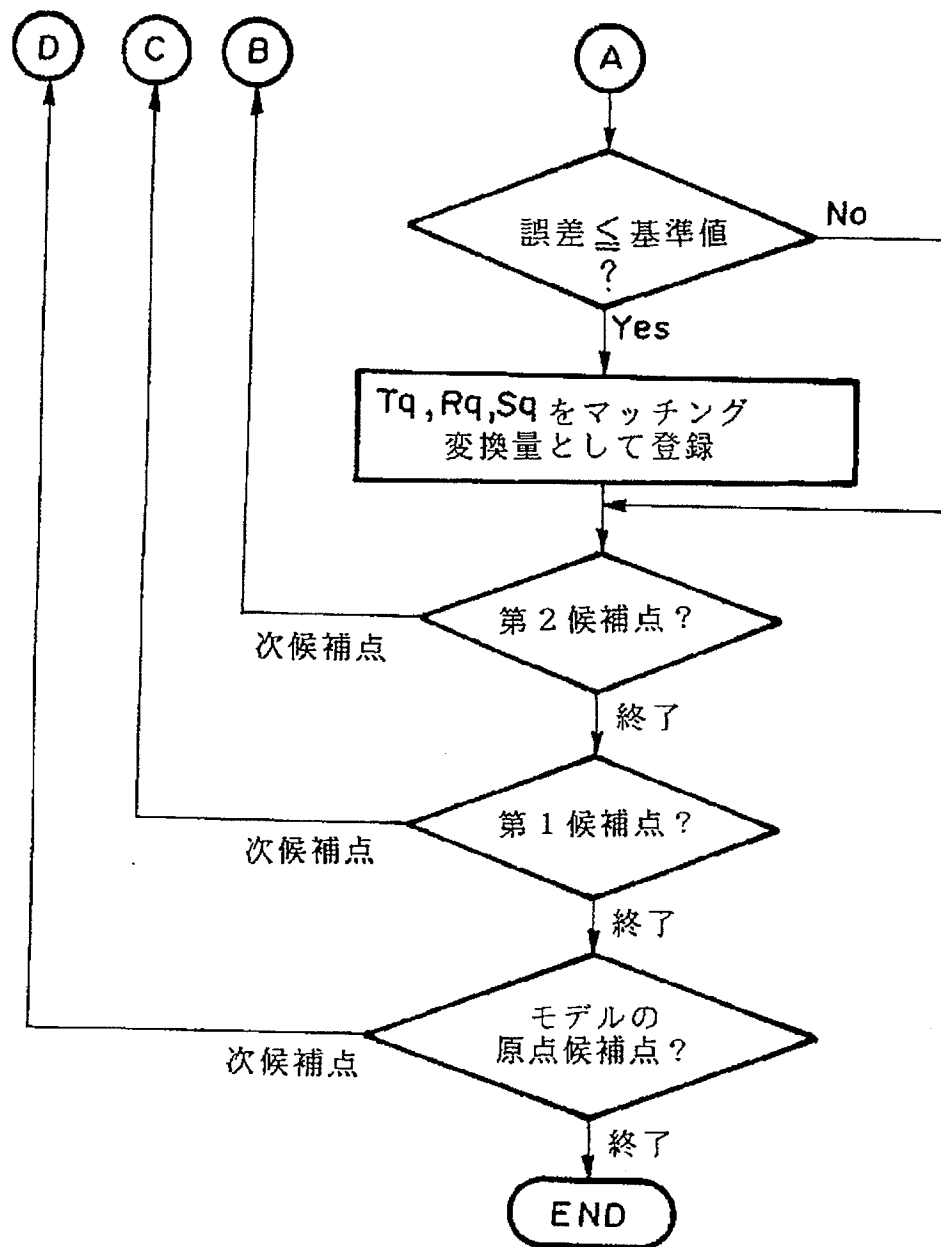 D
C
B
A
誤差≦基準値
?
No
Yes
Tq,Rq,Sqをマッチング
変換量として登録
第2候補点?
次候補点
終了
第1候補点?
次候補点
終了
モデルの
原点候補点?
次候補点
終了
END